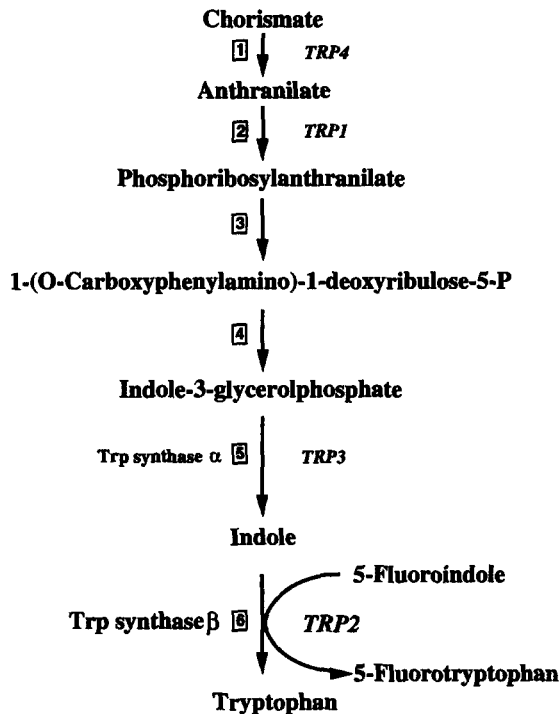 Chorismate
1 TRP4
Anthranilate
2 TRP1
Phosphoribosylanthranilate
3
1-(O-Carboxyphenylamino)-1-deoxyribulose-5-P
4
Indole-3-glycerolphosphate
Trp synthase α 5 TRP3
Indole
5-Fluoroindole
Trp synthase β 6 TRP2
5-Fluorotryptophan
Tryptophan